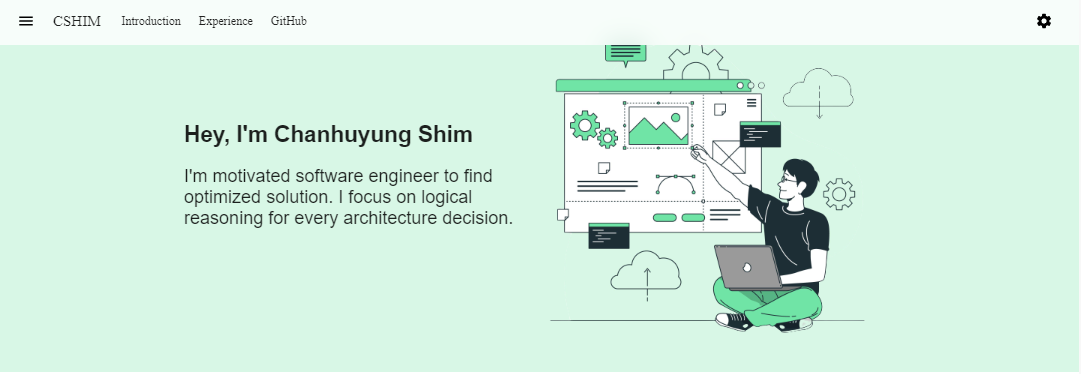 CSHIM Introduction Experience GitHub
Hey, I'm Chanhuyung Shim
I'm motivated software engineer to find
optimized solution. I focus on logical
reasoning for every architecture decision.